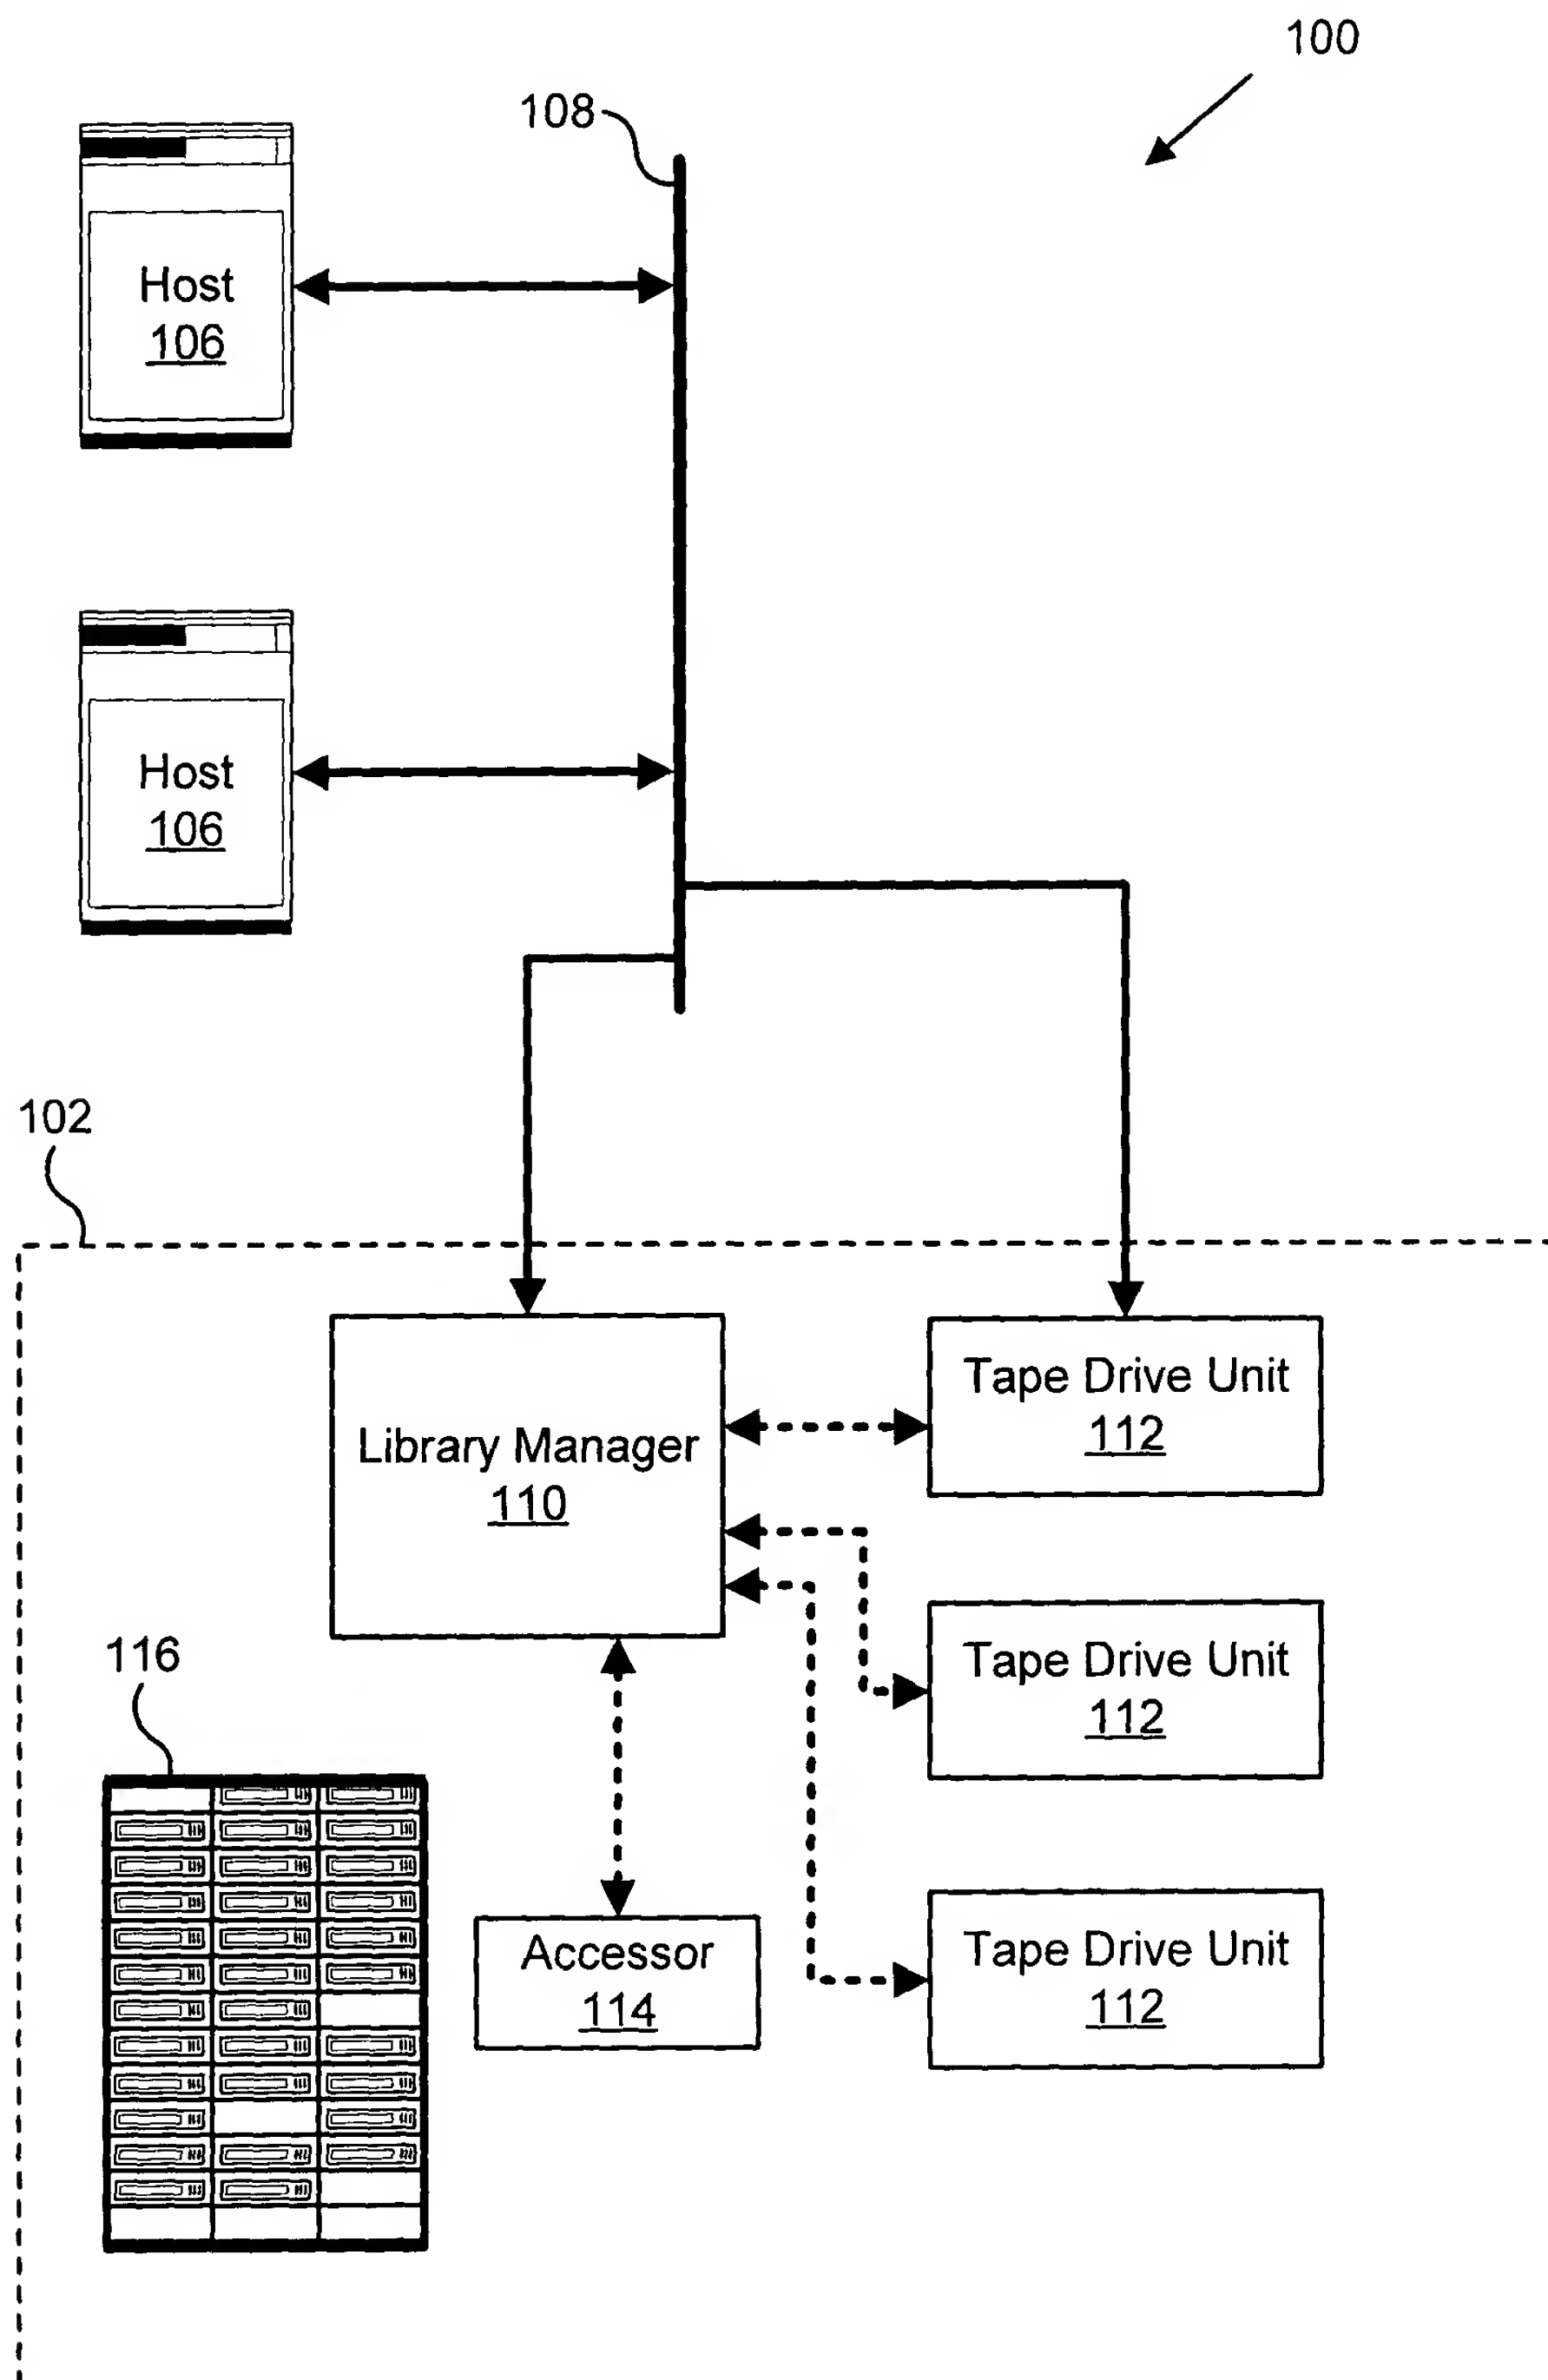 100
108
Host
106
Host
106
102
Library Manager
110
Tape Drive Unit
112
Tape Drive Unit
112
116
Accessor
114
Tape Drive Unit
112